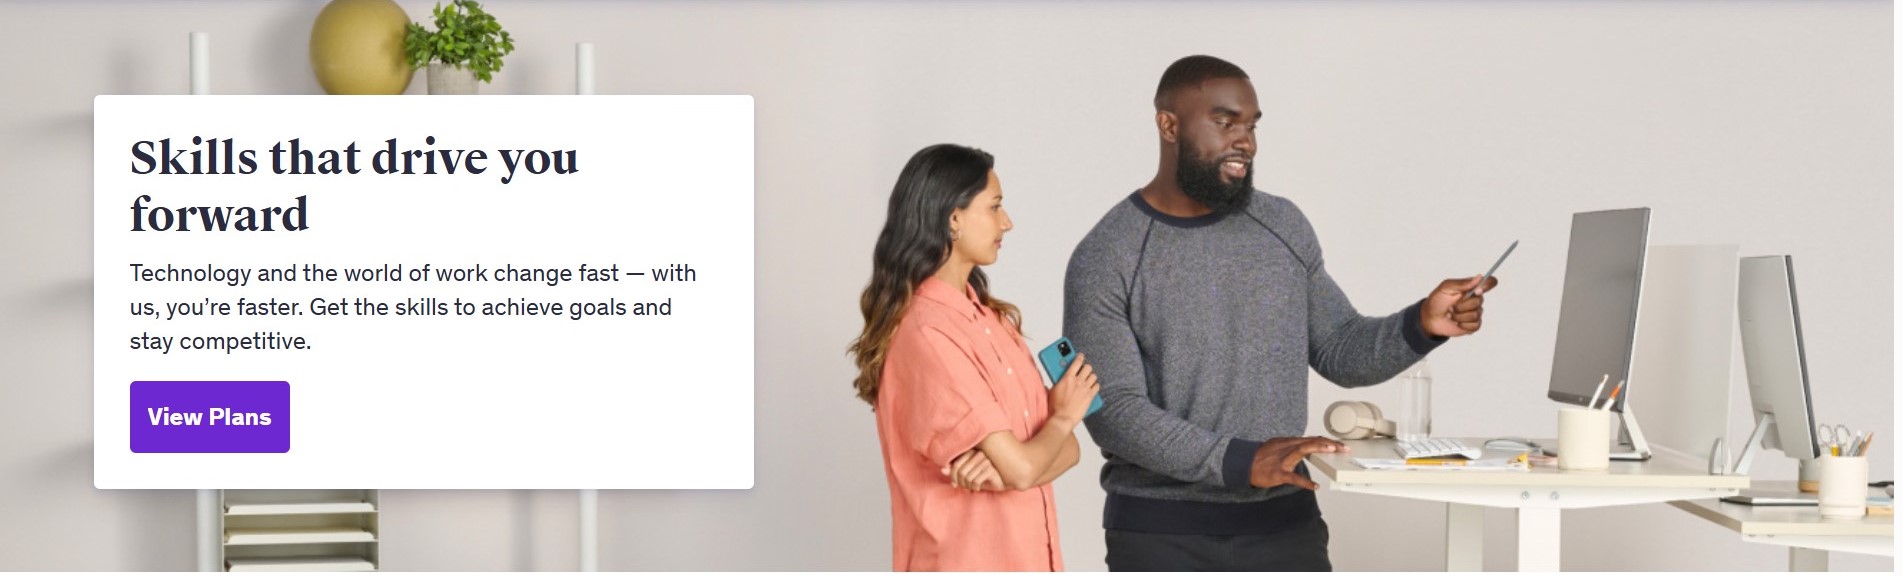 Skills that drive you
forward
Technology and the world of work change fast — with
us, you’re faster. Get the skills to achieve goals and
stay competitive.
View Plans